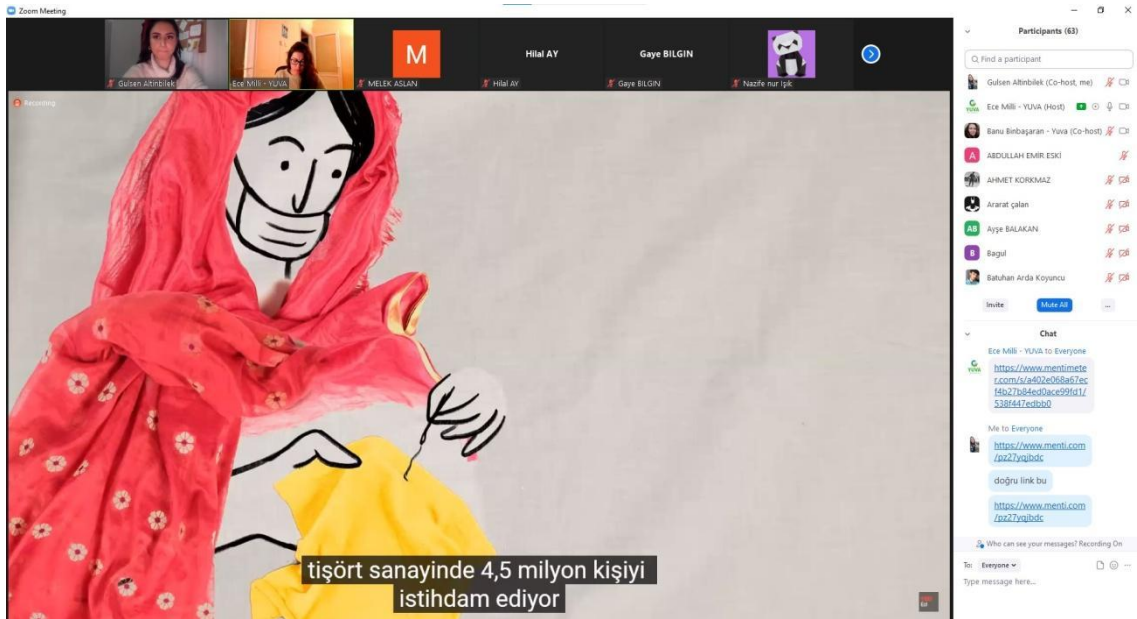 Zoom Meeting
Gulsen Altinbilek
Ece Milli - YUVA
M
MELEK ASLAN
Hilal AY
Hilal AY
Gaye BILGIN
Gaye BILGIN
Nazife nur Işık
Recording
tişört sanayinde 4,5 milyon kişiyi
istihdam ediyor
Participants (63)
Find a participant
Gulsen Altinbilek (Co-host, me)
YUVA
Ece Milli - YUVA (Host)
Banu Binbaşaran - Yuva (Co-host)
A
ABDULLAH EMİR ESKİ
AHMET KORKMAZ
Ararat çalan
AB
Ayşe BALAKAN
B
Bagul
Batuhan Arda Koyuncu
Invite
Mute All
...
Chat
Ece Milli - YUVA to Everyone
YUVA
https://www.mentimete
r.com/s/a402e068a67ec
f4b27b84ed0ace99fd1/
538f447edbb0
Me to Everyone
https://www.menti.com
/pz27yqjbdc
doğru link bu
https://www.menti.com
/pz27yqjbdc
Who can see your messages? Recording On
To: Everyone
Type message here...